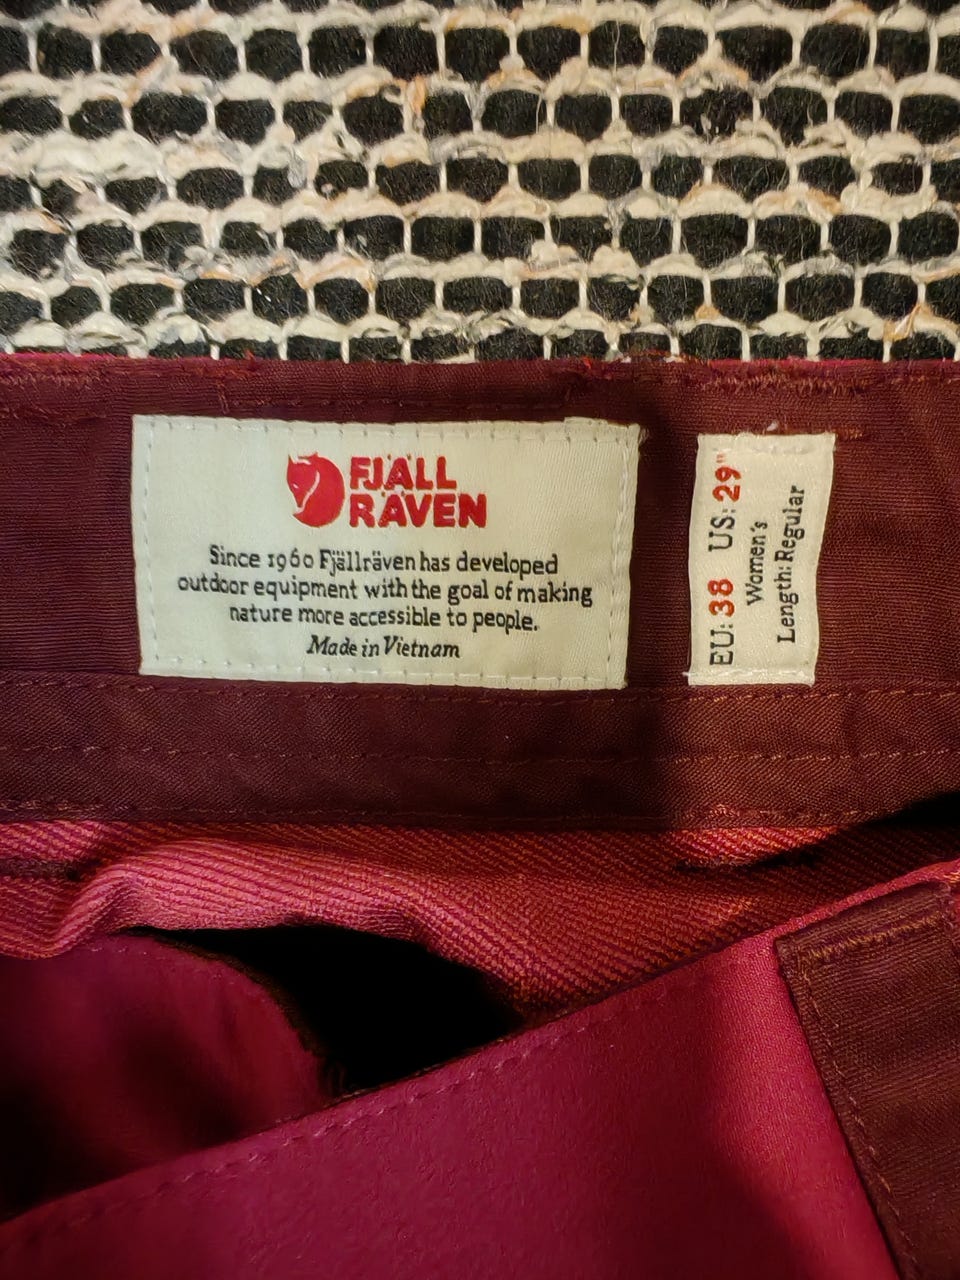 FJÄLL
RÄVEN
Since 1960 Fjällräven has developed
outdoor equipment with the goal of making
nature more accessible to people.
Made in Vietnam
EU: 38 US: 29"
Women's
Length: Regular